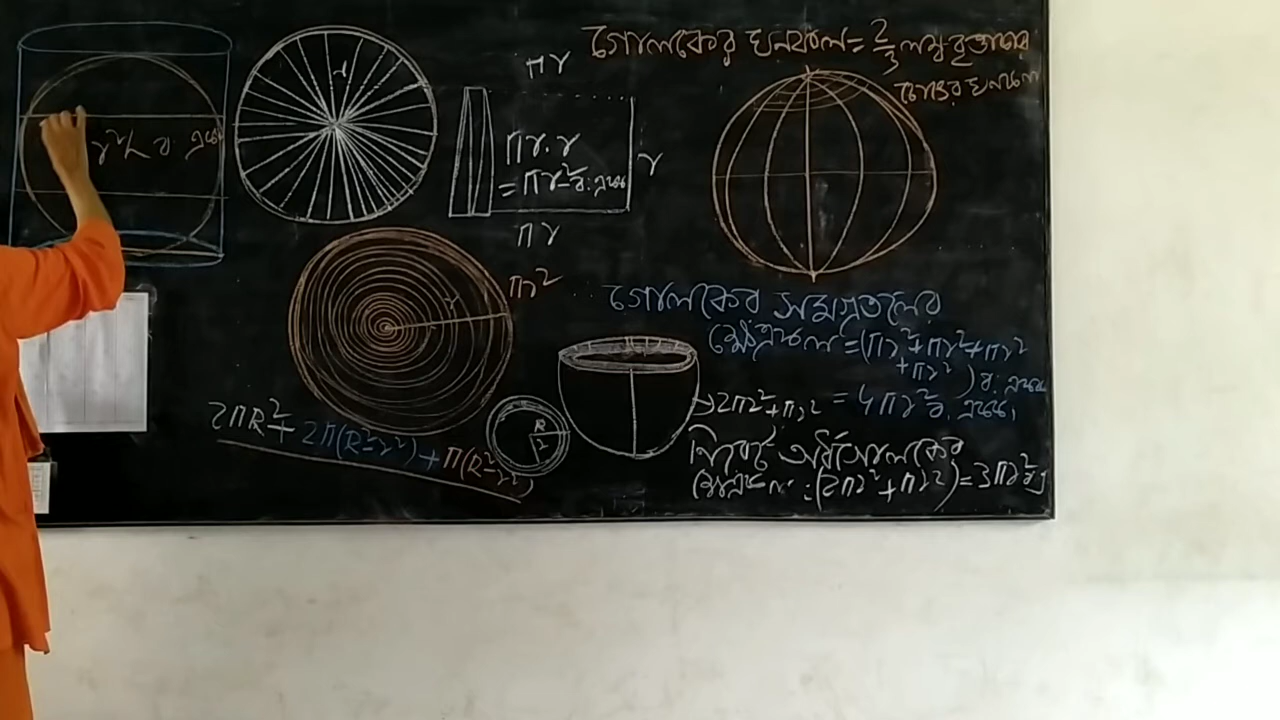 গোলকের ঘনফল = 2/3 লম্ব বৃত্তাকার
চোঙের ঘনফল
πr
r
πr.r
= πr² ব: একক
r
πr
πr²
r
গোলকের সমগ্রতলের
ক্ষেত্রফল = (πr² + πr² + πr²
+ πr²) ব: একক
→ 2πr² + πr² = 4πr² ব. একক
2πR² + 2π(R²-r²) + π(R²-r²)
R
নিরেট অর্ধগোলকের
ক্ষেত্রফল : (2πr² + πr²) = 3πr²